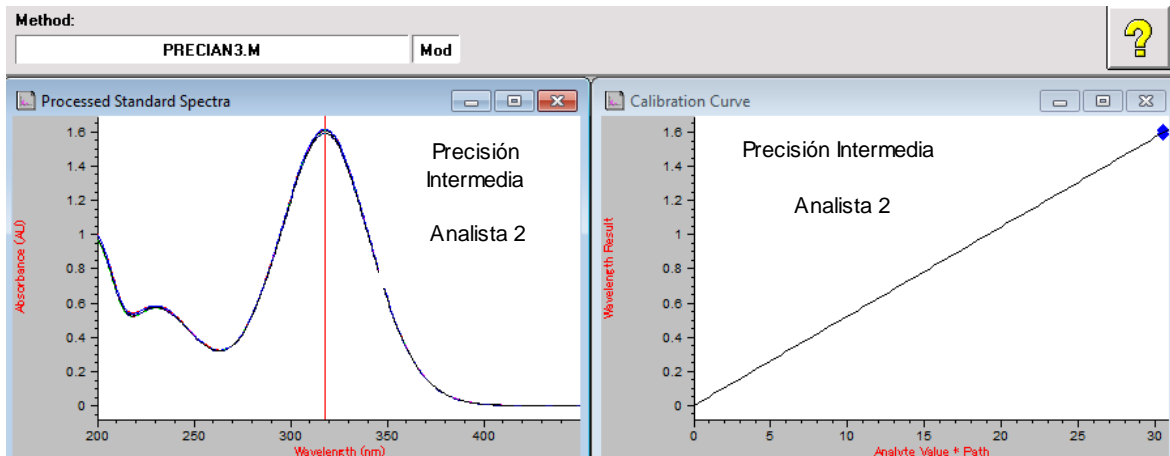 Method:
PRECIAN3.M
Mod
Processed Standard Spectra
Absorbance (AU)
1.6
1.4
1.2
1
0.8
0.6
0.4
0.2
0
Precisión
Intermedia
Analista 2
200
250
300
350
400
Wavelength (nm)
Calibration Curve
Wavelength Result
1.6
1.4
1.2
1
0.8
0.6
0.4
0.2
0
Precisión Intermedia
Analista 2
0
5
10
15
20
25
30
Analyte Value * Path